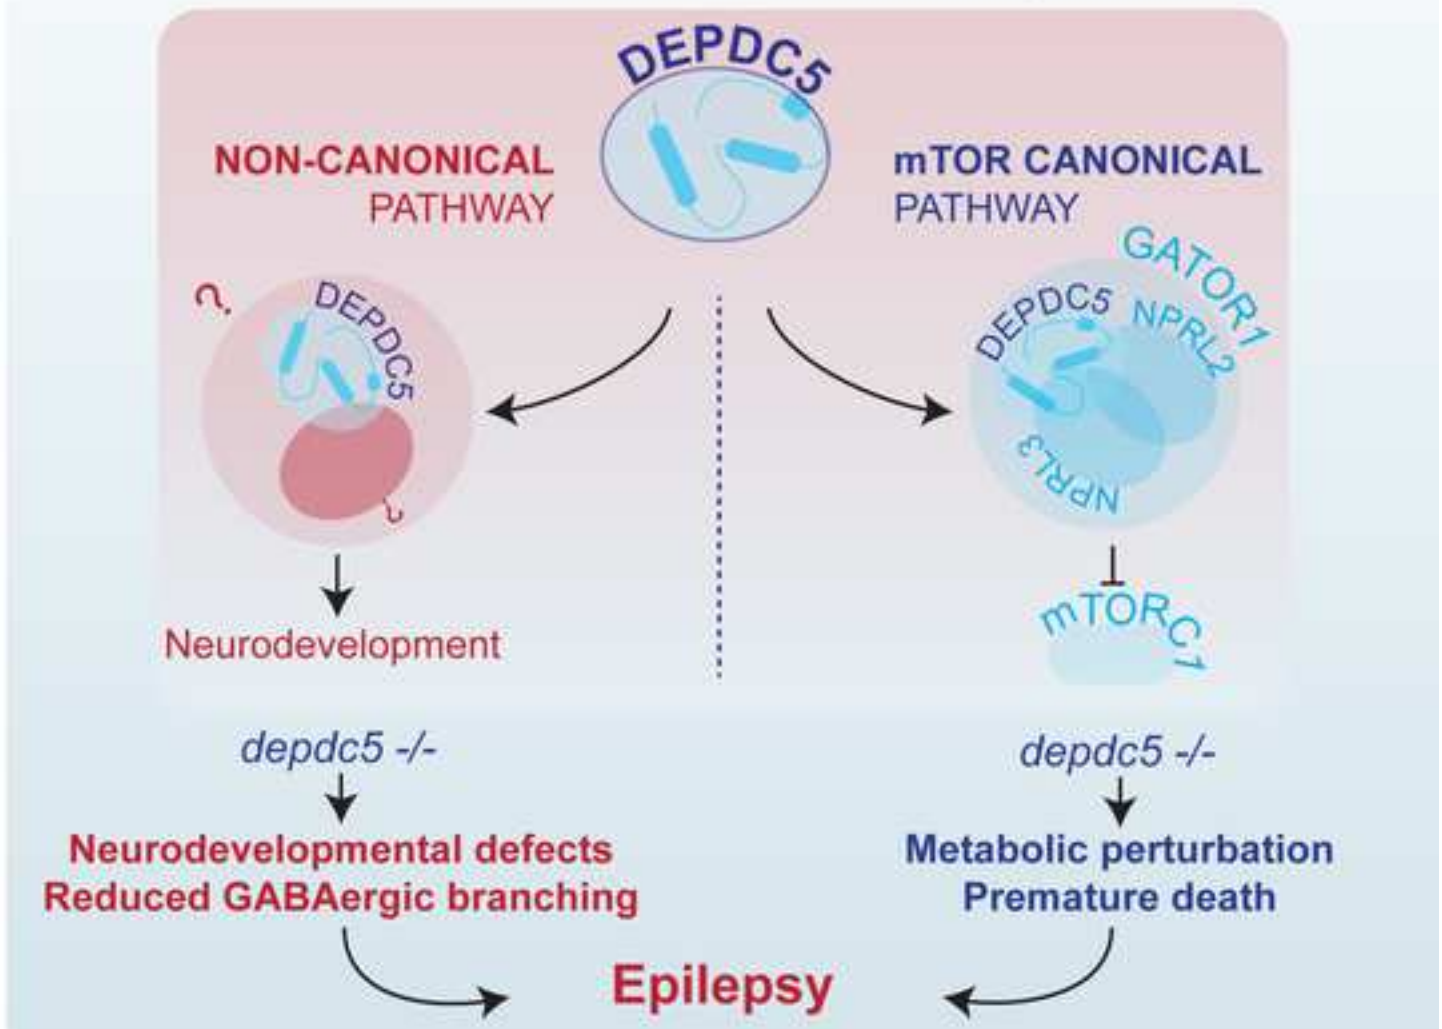 DEPDC5
NON-CANONICAL
PATHWAY
mTOR CANONICAL
PATHWAY
?
DEPDC5
?
Neurodevelopment
GATOR1
DEPDC5
NPRL2
NPRL3
mTORC1
depdc5 -/-
Neurodevelopmental defects
Reduced GABAergic branching
depdc5 -/-
Metabolic perturbation
Premature death
Epilepsy